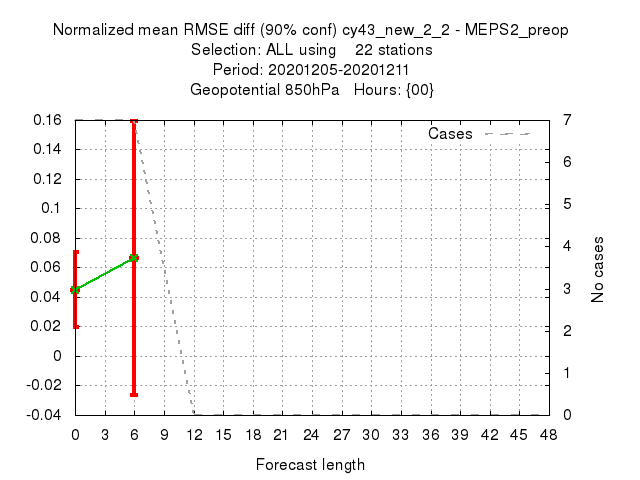 Normalized mean RMSE diff (90% conf) cy43_new_2_2 - MEPS2_preop
Selection: ALL using 22 stations
Period: 20201205-20201211
Geopotential 850hPa Hours: {00}
Cases
0.16
0.14
0.12
0.1
0.08
0.06
0.04
0.02
0
-0.02
-0.04
7
6
5
4
3
2
1
0
No cases
0 3 6 9 12 15 18 21 24 27 30 33 36 39 42 45 48
Forecast length